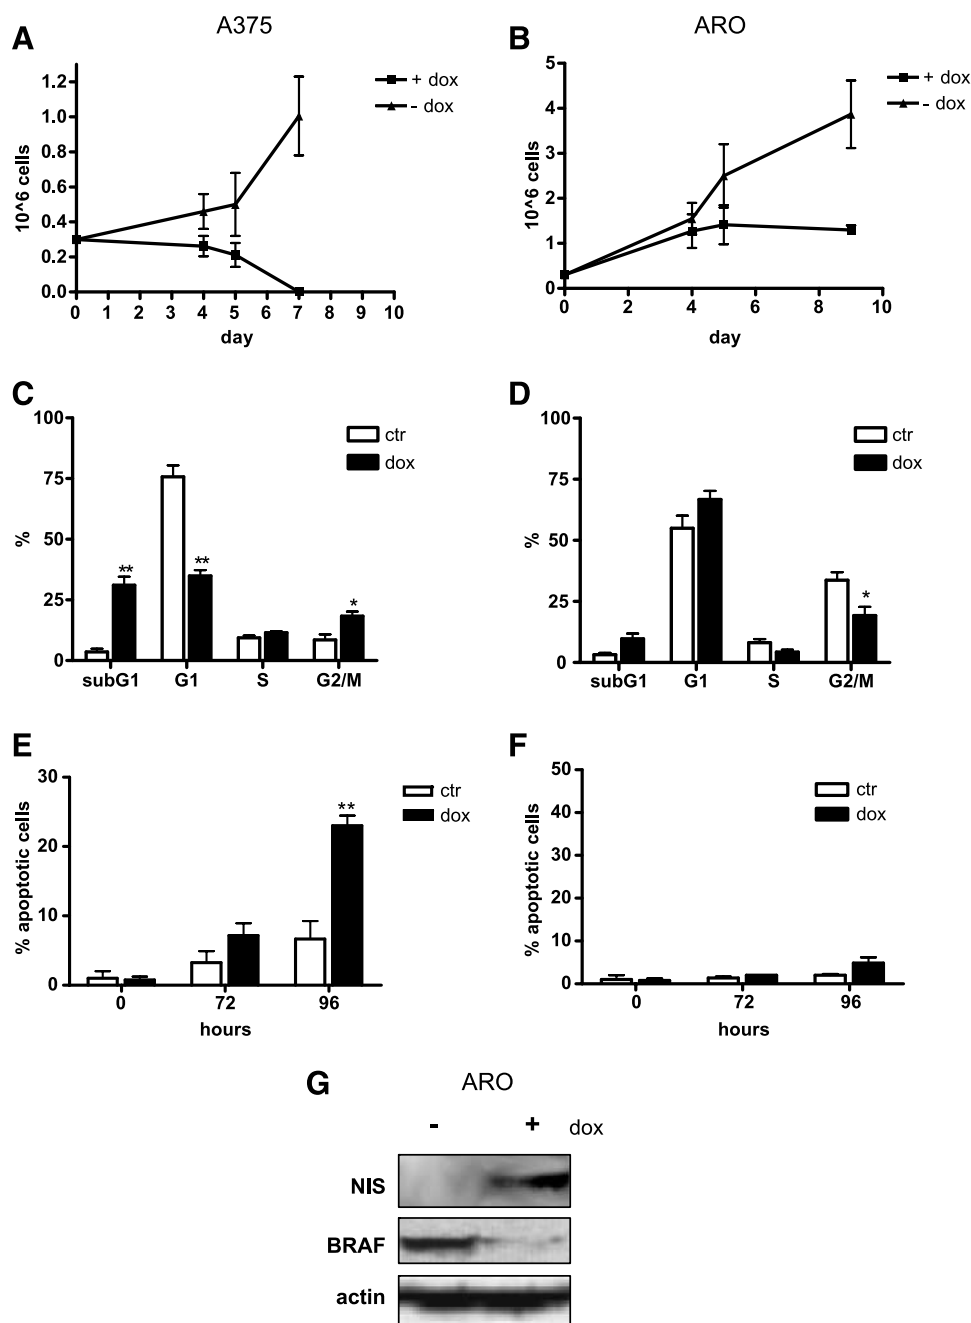 A
A375
+ dox
- dox
10^6 cells
1.2
1.0
0.8
0.6
0.4
0.2
0.0
0 1 2 3 4 5 6 7 8 9 10
day
B
ARO
+ dox
- dox
10^6 cells
5
4
3
2
1
0
0 2 4 6 8 10
day
C
ctr
dox
%
100
75
50
25
0
** ** *
subG1 G1 S G2/M
D
ctr
dox
%
100
75
50
25
0
*
subG1 G1 S G2/M
E
ctr
dox
% apoptotic cells
30
20
10
0
**
0 72 96
hours
F
ctr
dox
% apoptotic cells
50
40
30
20
10
0
0 72 96
hours
G
ARO
- + dox
NIS
BRAF
actin